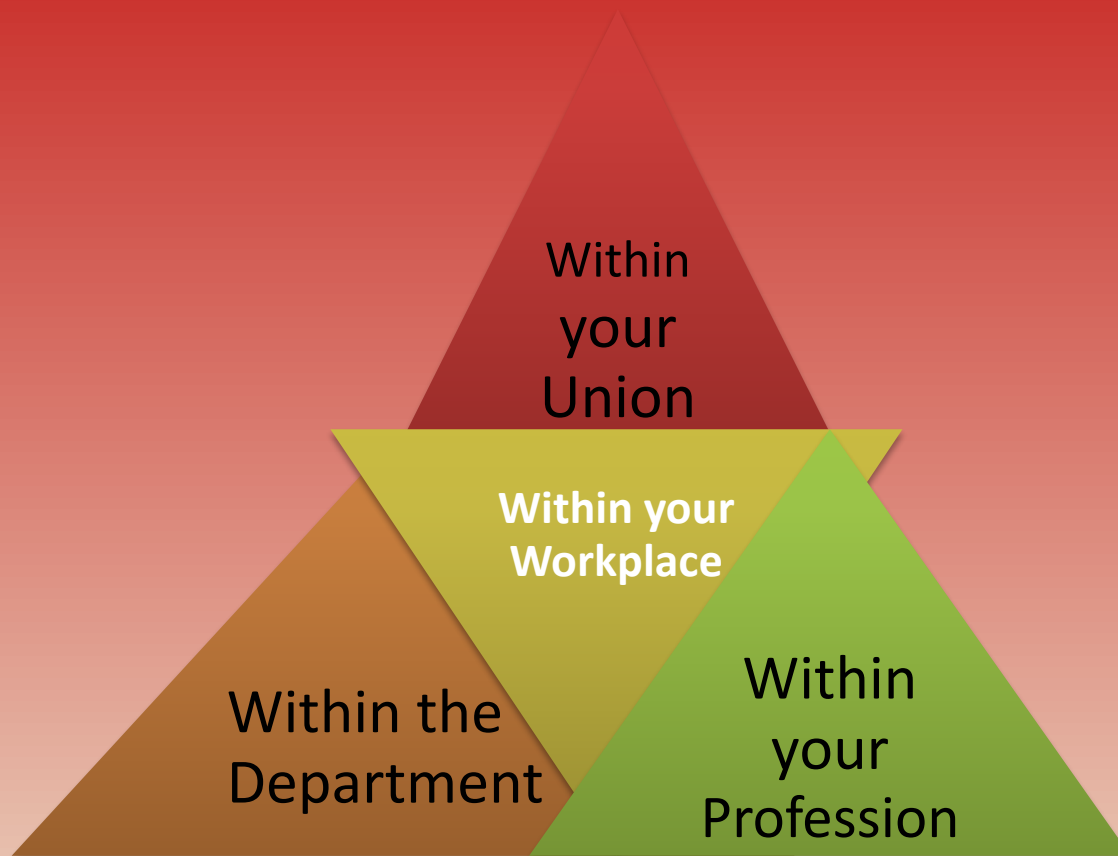 Within
your
Union
Within your
Workplace
Within the
Department
Within
your
Profession